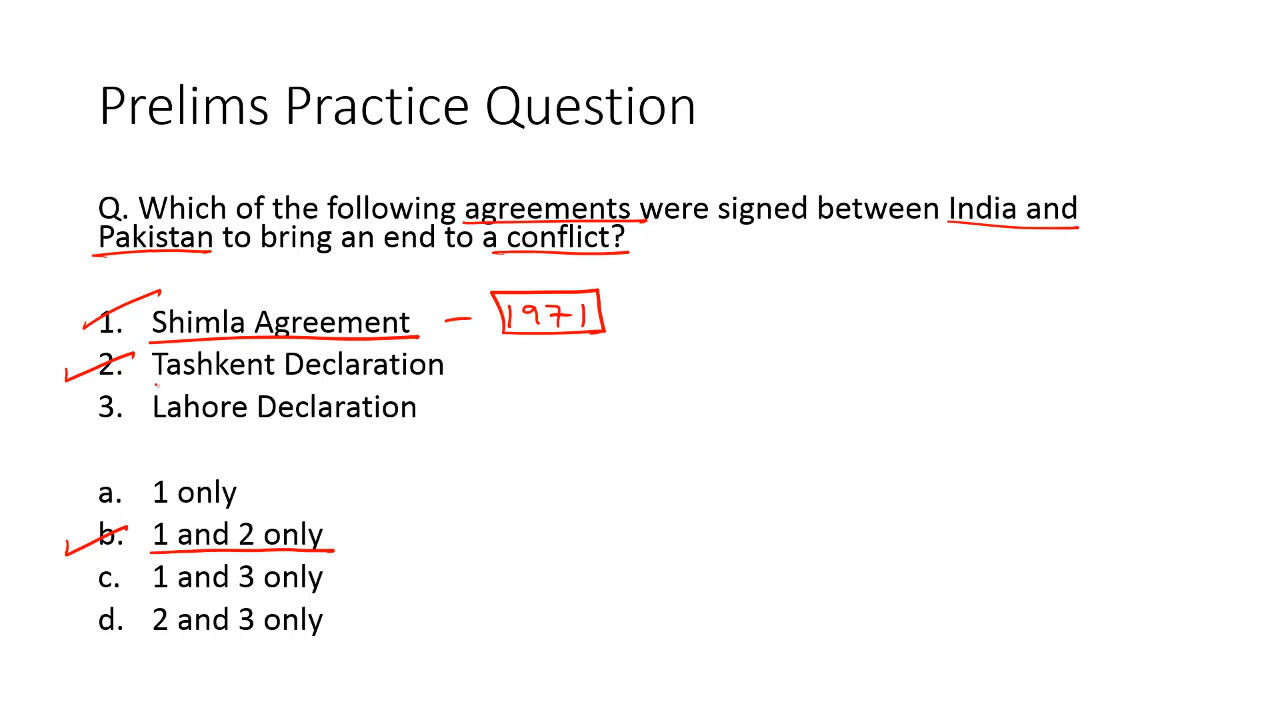 Prelims Practice Question
Q. Which of the following agreements were signed between India and
Pakistan to bring an end to a conflict?
1. Shimla Agreement – 1971
2. Tashkent Declaration
3. Lahore Declaration
a. 1 only
b. 1 and 2 only
c. 1 and 3 only
d. 2 and 3 only